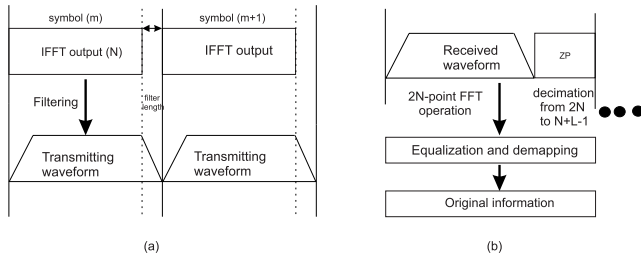 symbol (m)
symbol (m+1)
IFFT output (N)
IFFT output
Filtering
filter
length
Transmitting
waveform
Transmitting
waveform
(a)
Received
waveform
ZP
2N-point FFT
operation
decimation
from 2N
to N+L-1
Equalization and demapping
Original information
(b)